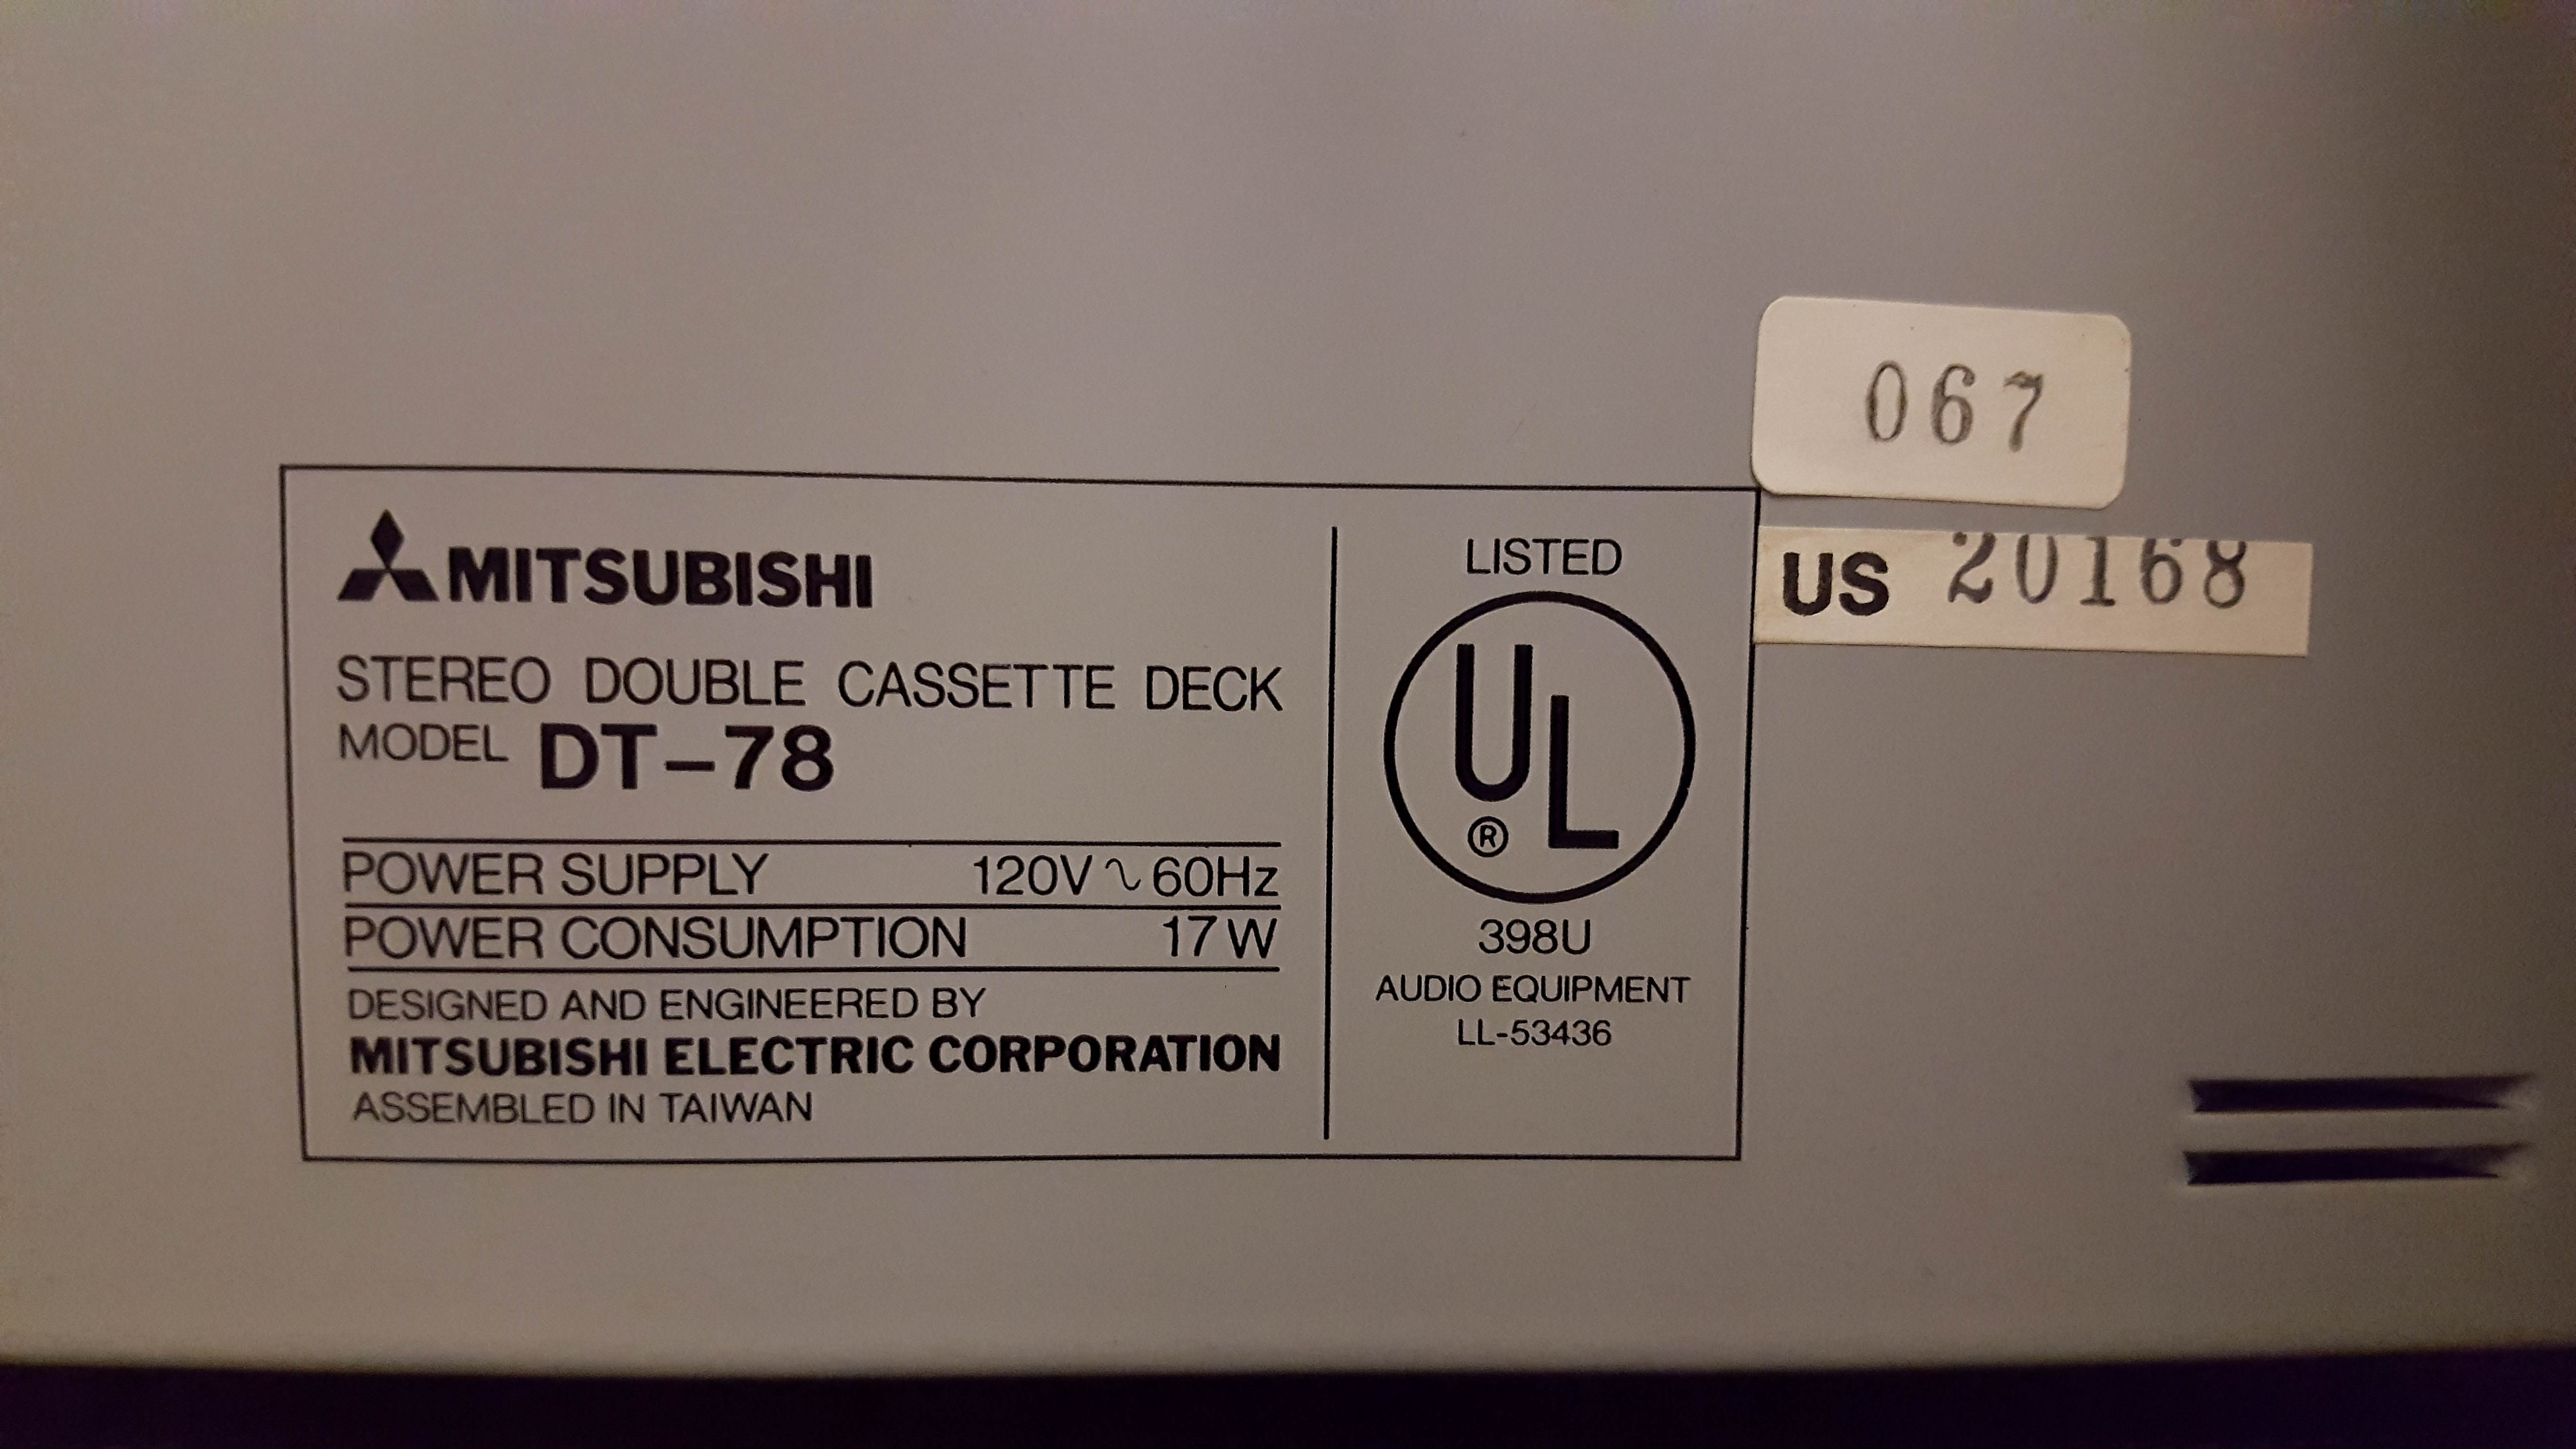 067
US 20168
MITSUBISHI
STEREO DOUBLE CASSETTE DECK
MODEL DT-78
POWER SUPPLY 120V ∿ 60Hz
POWER CONSUMPTION 17W
DESIGNED AND ENGINEERED BY
MITSUBISHI ELECTRIC CORPORATION
ASSEMBLED IN TAIWAN
LISTED
UL
®
398U
AUDIO EQUIPMENT
LL-53436